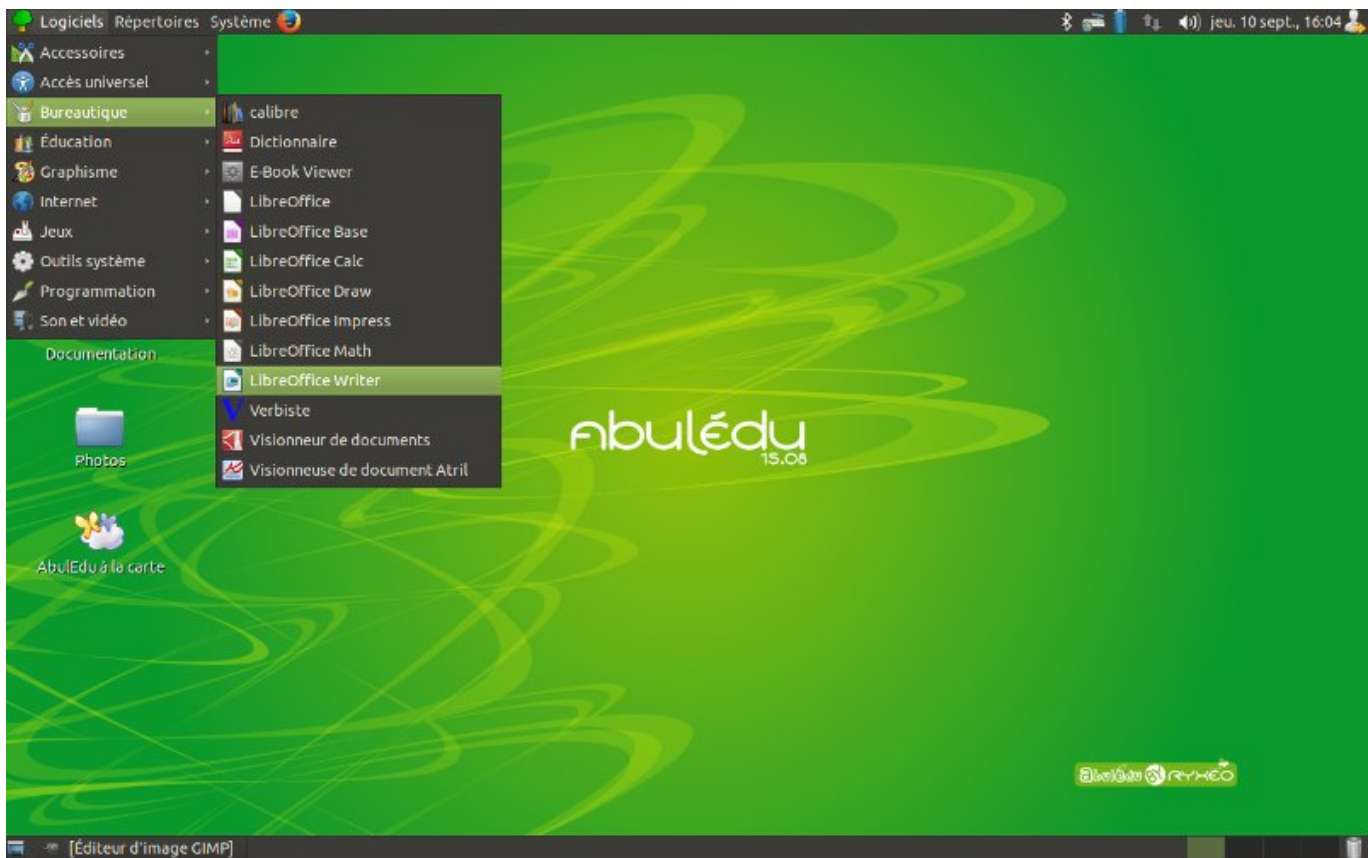 Logiciels Répertoires Système jeu. 10 sept., 16:04
Accessoires
Accès universel
Bureautique
Éducation
Graphisme
Internet
Jeux
Outils système
Programmation
Son et vidéo
calibre
Dictionnaire
E-Book Viewer
LibreOffice
LibreOffice Base
LibreOffice Calc
LibreOffice Draw
LibreOffice Impress
LibreOffice Math
LibreOffice Writer
Verbiste
Visionneur de documents
Visionneuse de document Atril
Documentation
Photos
AbulEdu à la carte
Abulédu
15.08
abulédu RYXÉO
[Éditeur d'image GIMP]